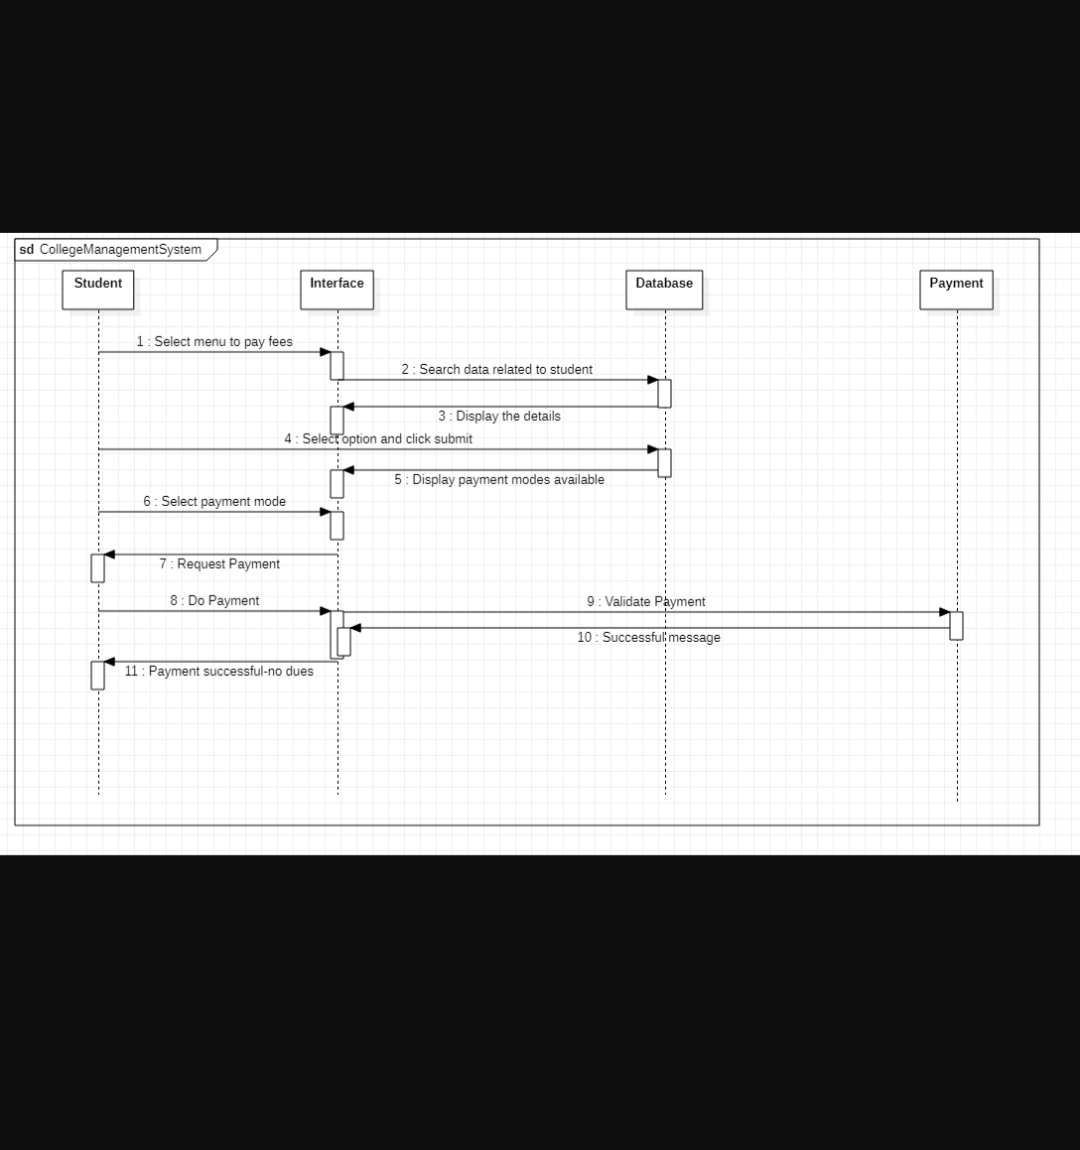 sd CollegeManagementSystem
Student
Interface
Database
Payment
1 : Select menu to pay fees
2 : Search data related to student
3 : Display the details
4 : Select option and click submit
5 : Display payment modes available
6 : Select payment mode
7 : Request Payment
8 : Do Payment
9 : Validate Payment
10 : Successful message
11 : Payment successful-no dues